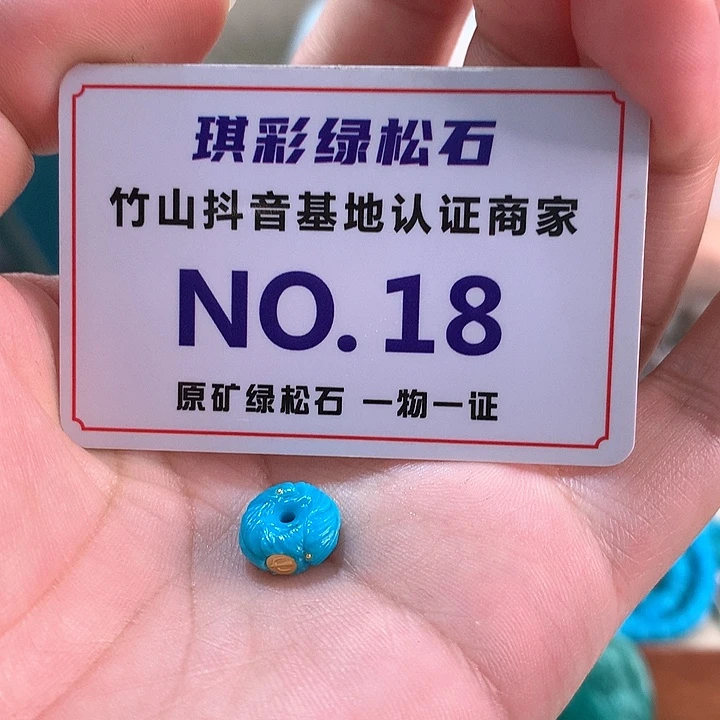 琪彩绿松石
竹山抖音基地认证商家
NO.18
原矿绿松石 一物一证